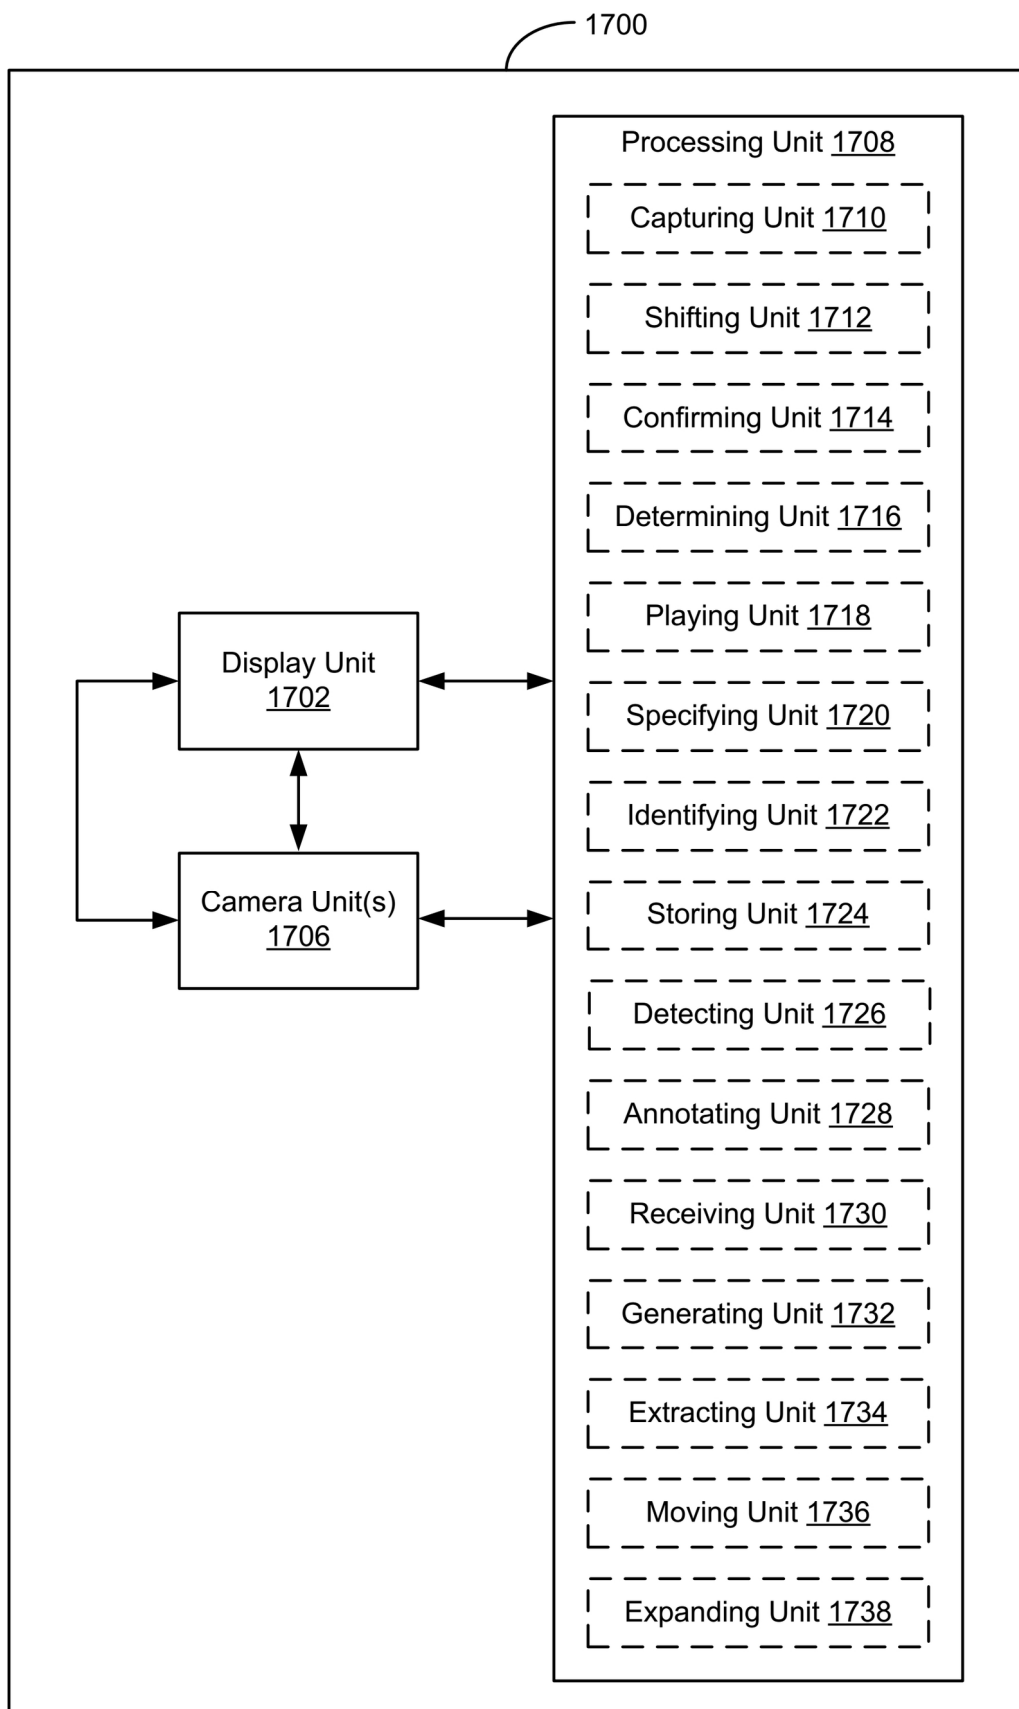 1700
Processing Unit 1708
Capturing Unit 1710
Shifting Unit 1712
Confirming Unit 1714
Determining Unit 1716
Playing Unit 1718
Display Unit
1702
Specifying Unit 1720
Identifying Unit 1722
Camera Unit(s)
1706
Storing Unit 1724
Detecting Unit 1726
Annotating Unit 1728
Receiving Unit 1730
Generating Unit 1732
Extracting Unit 1734
Moving Unit 1736
Expanding Unit 1738